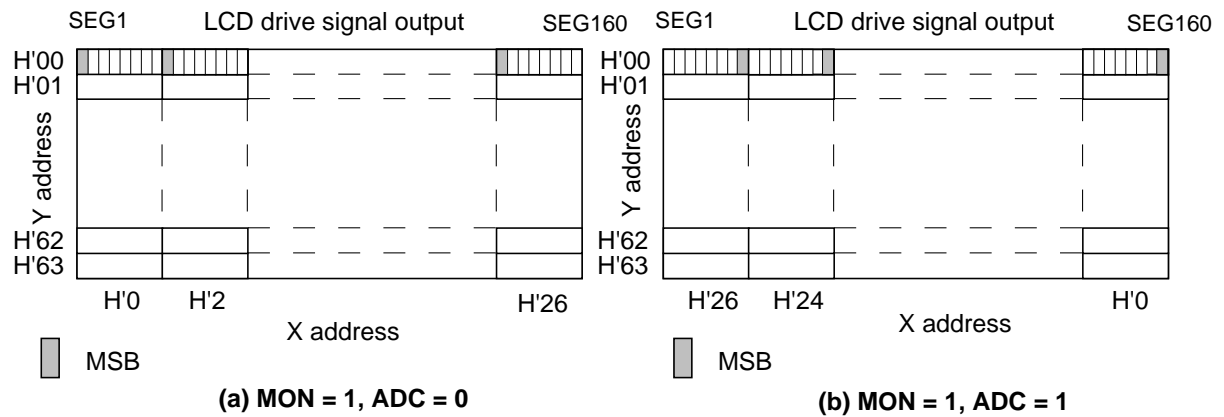 SEG1 LCD drive signal output SEG160
H'00
H'01
Y address
H'62
H'63
H'0 H'2 H'26
X address
MSB
(a) MON = 1, ADC = 0
SEG1 LCD drive signal output SEG160
H'00
H'01
Y address
H'62
H'63
H'26 H'24 H'0
X address
MSB
(b) MON = 1, ADC = 1